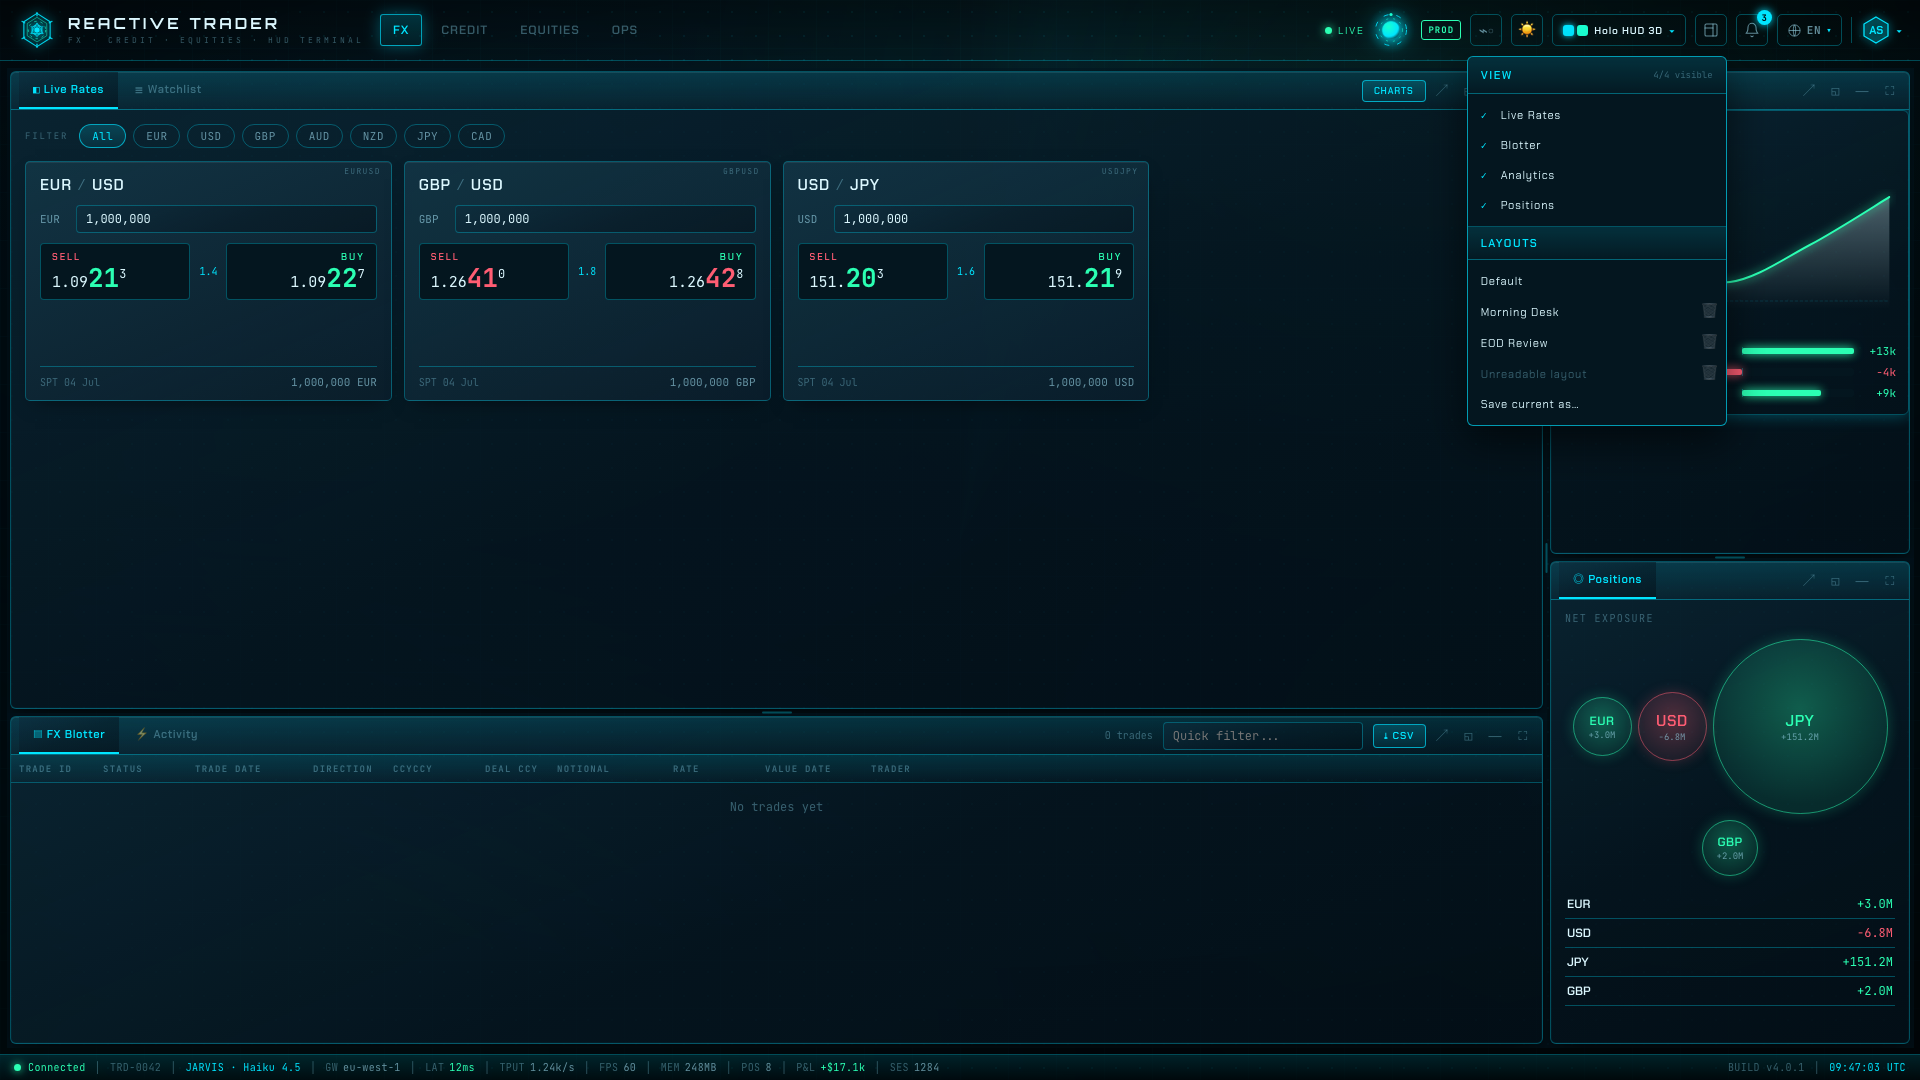 REACTIVE TRADER
FX · CREDIT · EQUITIES · HUD TERMINAL
FX
CREDIT
EQUITIES
OPS
LIVE
PROD
Holo HUD 3D
3
EN
AS
Live Rates
Watchlist
CHARTS
FILTER
All
EUR
USD
GBP
AUD
NZD
JPY
CAD
EURUSD
EUR / USD
EUR
1,000,000
SELL
1.09213
1.4
BUY
1.09227
SPT 04 Jul
1,000,000 EUR
GBPUSD
GBP / USD
GBP
1,000,000
SELL
1.26410
1.8
BUY
1.26428
SPT 04 Jul
1,000,000 GBP
USDJPY
USD / JPY
USD
1,000,000
SELL
151.203
1.6
BUY
151.219
SPT 04 Jul
1,000,000 USD
VIEW
4/4 visible
✓ Live Rates
✓ Blotter
✓ Analytics
✓ Positions
LAYOUTS
Default
Morning Desk
EOD Review
Unreadable layout
Save current as…
+13k
-4k
+9k
FX Blotter
Activity
0 trades
Quick filter...
↓ CSV
TRADE ID
STATUS
TRADE DATE
DIRECTION
CCYCCY
DEAL CCY
NOTIONAL
RATE
VALUE DATE
TRADER
No trades yet
Positions
NET EXPOSURE
EUR
+3.0M
USD
-6.8M
JPY
+151.2M
GBP
+2.0M
EUR +3.0M
USD -6.8M
JPY +151.2M
GBP +2.0M
Connected
TRD-0042
JARVIS · Haiku 4.5
GW eu-west-1
LAT 12ms
TPUT 1.24k/s
FPS 60
MEM 248MB
POS 8
P&L +$17.1k
SES 1284
BUILD v4.0.1
09:47:03 UTC